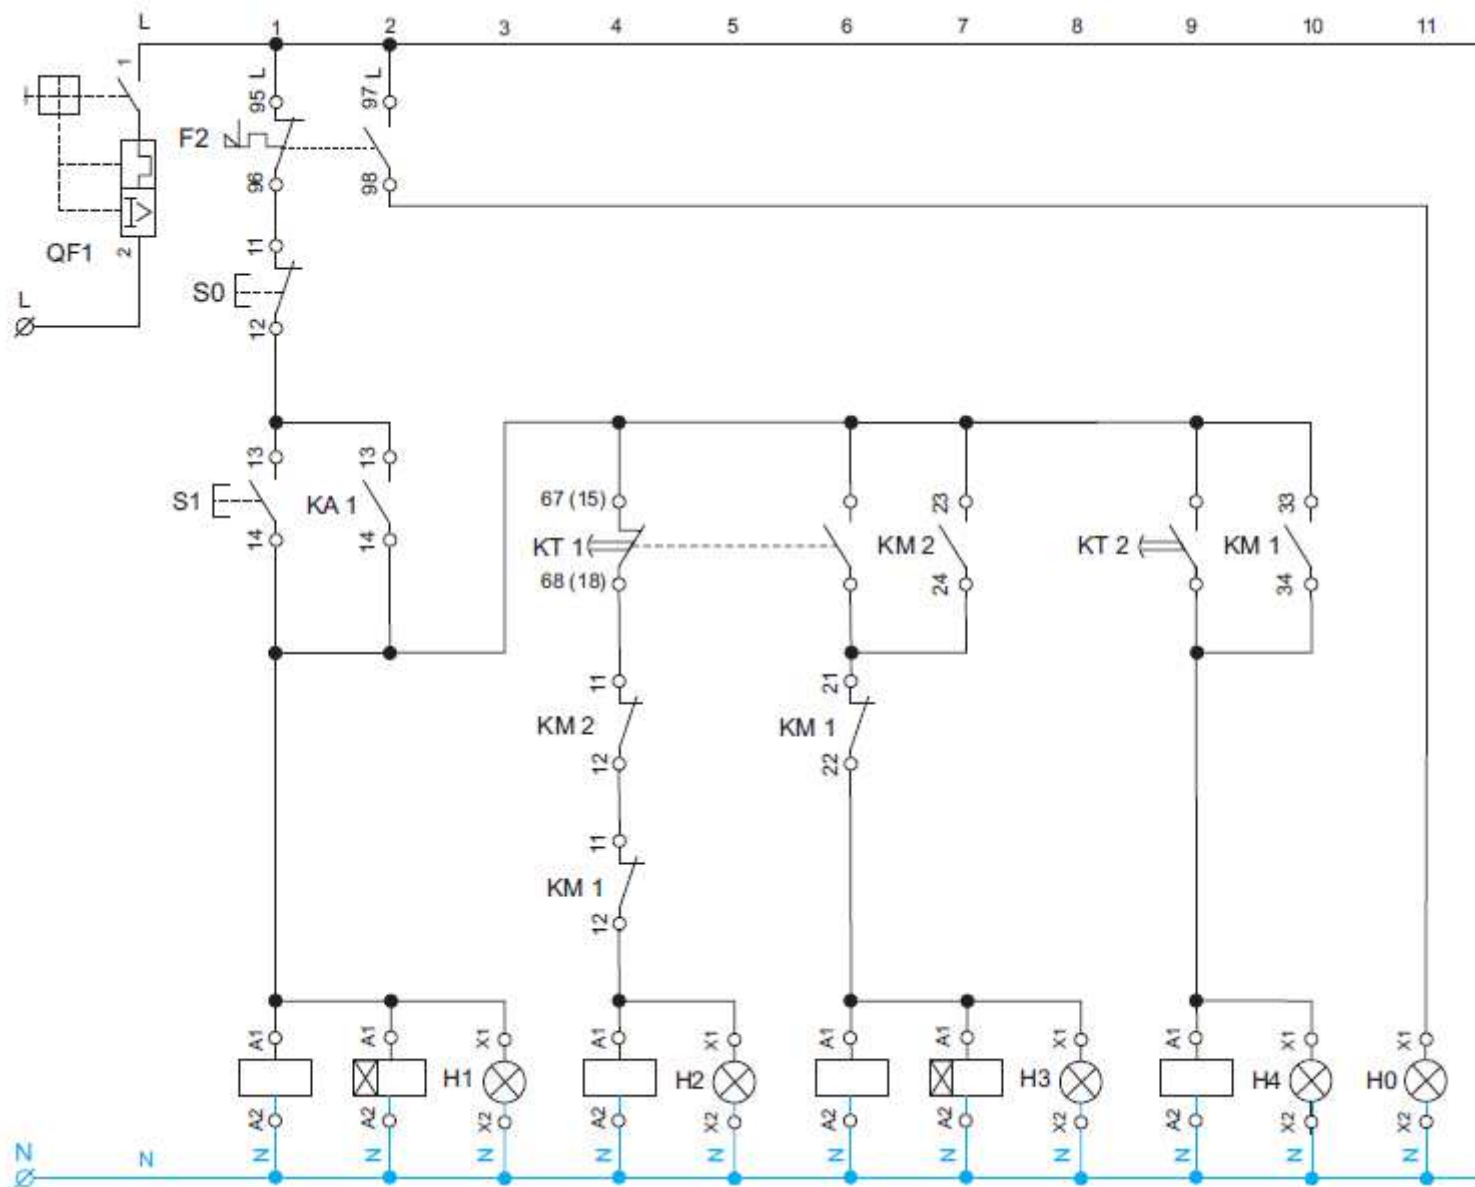 L 1 2 3 4 5 6 7 8 9 10 11
1
95 L 97 L
F2
96 98
QF1 2
11
S0
L
12
13 13
S1 KA 1
14 14
67 (15) 23 33
KT 1 KM 2 KT 2 KM 1
68 (18) 24 34
11 21
KM 2 KM 1
12 22
11
KM 1
12
A1 A1 X1 A1 X1 A1 A1 X1 A1 X1 X1
H1 H2 H3 H4 H0
A2 A2 X2 A2 X2 A2 A2 X2 A2 X2 X2
N N N N N N N N N N N N N